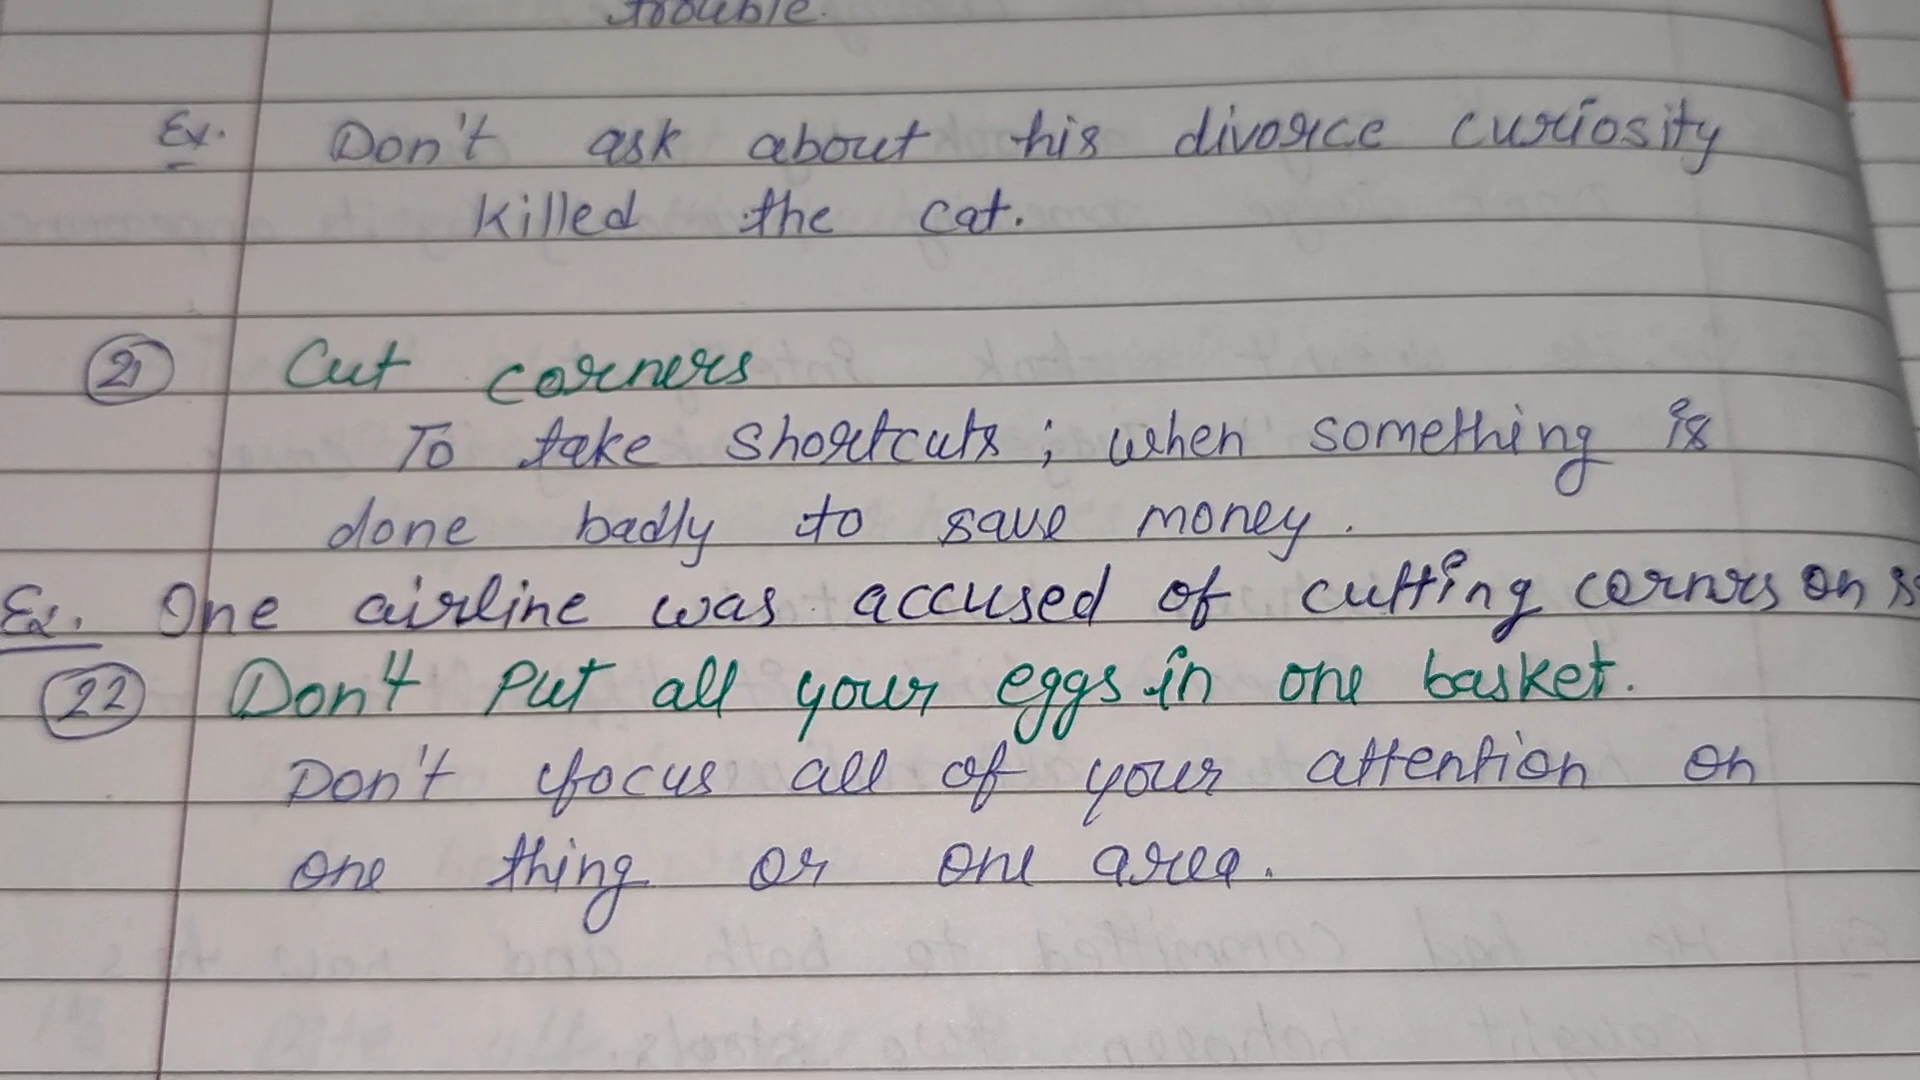 trouble.
Ex. Don't ask about his divorce curiosity
killed the cat.
21 Cut corners
To take shortcuts ; when something is
done badly to save money.
Ex. One airline was accused of cutting corners on
22 Don't Put all your eggs in one basket.
Don't focus all of your attention on
one thing or one area.